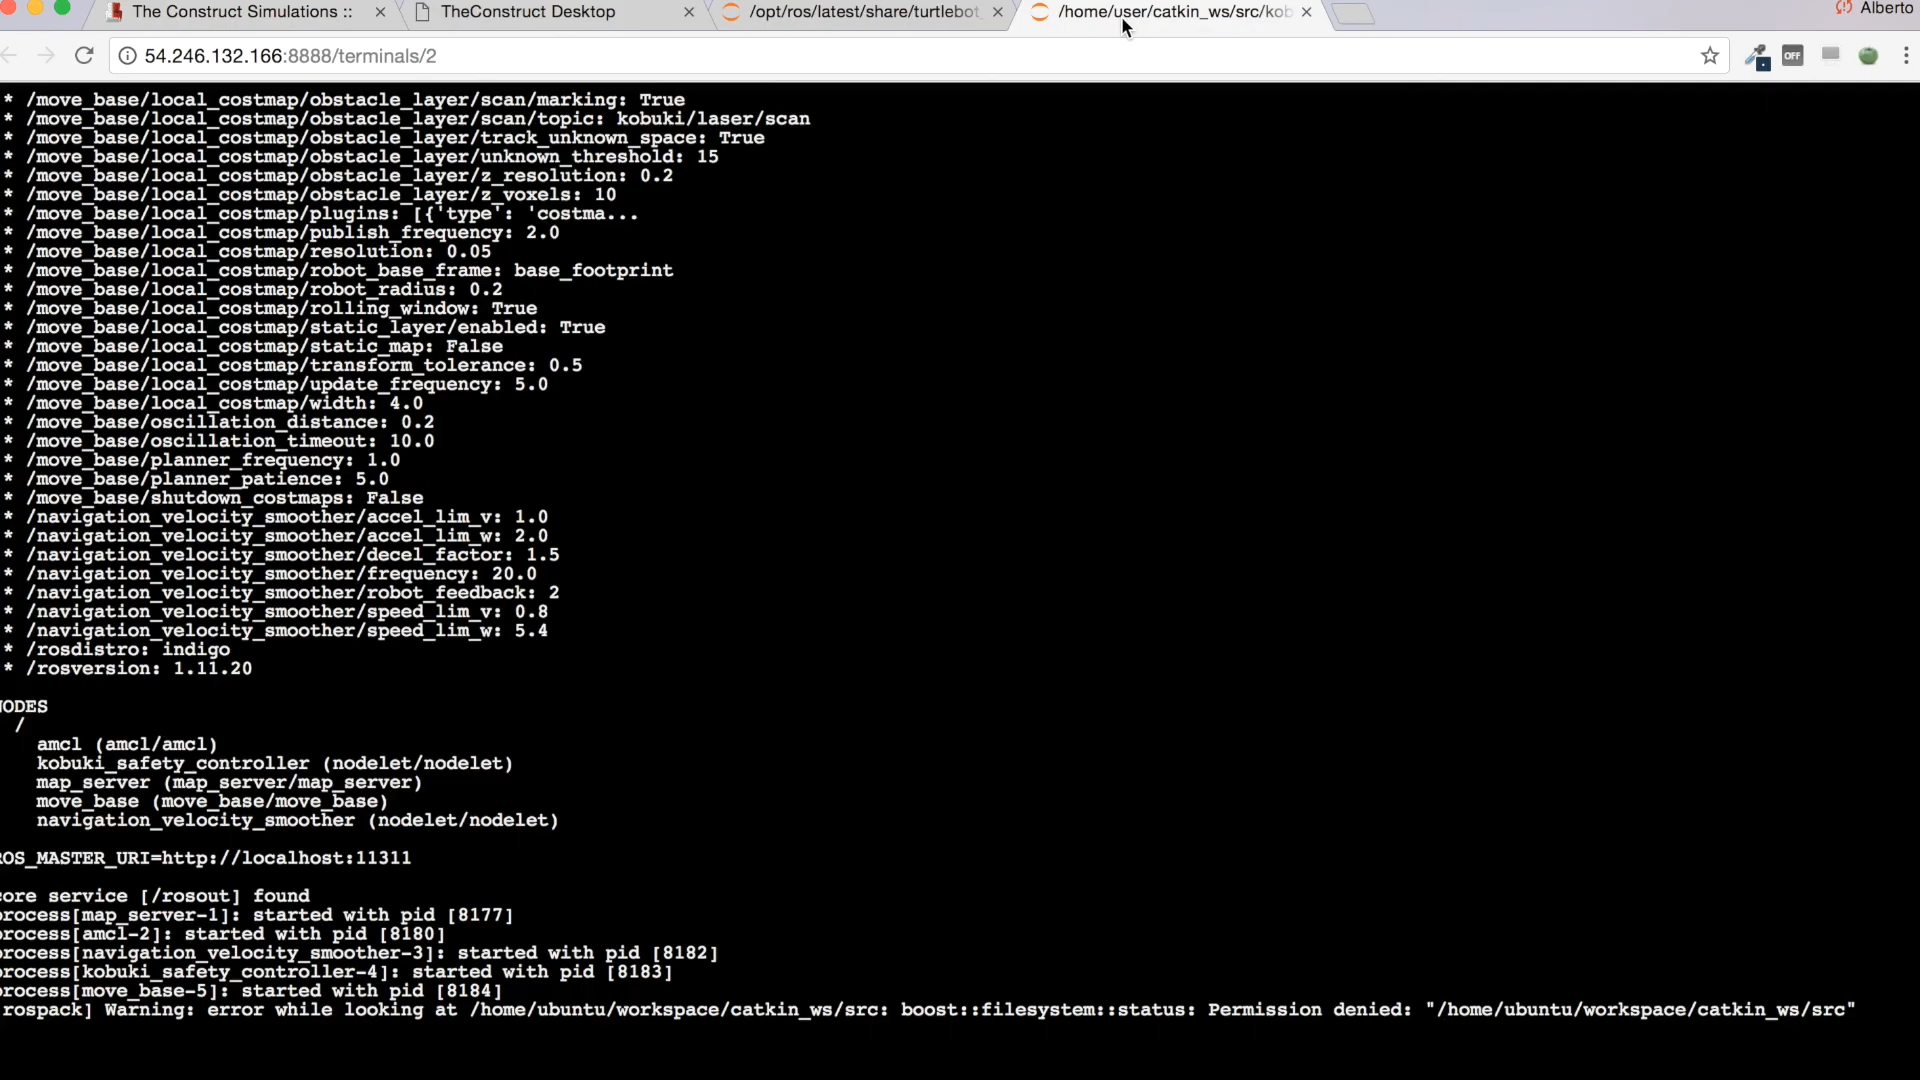 The Construct Simulations ::
TheConstruct Desktop
/opt/ros/latest/share/turtlebot
/home/user/catkin_ws/src/kob
Alberto
54.246.132.166:8888/terminals/2
OFF
* /move_base/local_costmap/obstacle_layer/scan/marking: True
* /move_base/local_costmap/obstacle_layer/scan/topic: kobuki/laser/scan
* /move_base/local_costmap/obstacle_layer/track_unknown_space: True
* /move_base/local_costmap/obstacle_layer/unknown_threshold: 15
* /move_base/local_costmap/obstacle_layer/z_resolution: 0.2
* /move_base/local_costmap/obstacle_layer/z_voxels: 10
* /move_base/local_costmap/plugins: [{'type': 'costma...
* /move_base/local_costmap/publish_frequency: 2.0
* /move_base/local_costmap/resolution: 0.05
* /move_base/local_costmap/robot_base_frame: base_footprint
* /move_base/local_costmap/robot_radius: 0.2
* /move_base/local_costmap/rolling_window: True
* /move_base/local_costmap/static_layer/enabled: True
* /move_base/local_costmap/static_map: False
* /move_base/local_costmap/transform_tolerance: 0.5
* /move_base/local_costmap/update_frequency: 5.0
* /move_base/local_costmap/width: 4.0
* /move_base/oscillation_distance: 0.2
* /move_base/oscillation_timeout: 10.0
* /move_base/planner_frequency: 1.0
* /move_base/planner_patience: 5.0
* /move_base/shutdown_costmaps: False
* /navigation_velocity_smoother/accel_lim_v: 1.0
* /navigation_velocity_smoother/accel_lim_w: 2.0
* /navigation_velocity_smoother/decel_factor: 1.5
* /navigation_velocity_smoother/frequency: 20.0
* /navigation_velocity_smoother/robot_feedback: 2
* /navigation_velocity_smoother/speed_lim_v: 0.8
* /navigation_velocity_smoother/speed_lim_w: 5.4
* /rosdistro: indigo
* /rosversion: 1.11.20
NODES
/
amcl (amcl/amcl)
kobuki_safety_controller (nodelet/nodelet)
map_server (map_server/map_server)
move_base (move_base/move_base)
navigation_velocity_smoother (nodelet/nodelet)
ROS_MASTER_URI=http://localhost:11311
core service [/rosout] found
process[map_server-1]: started with pid [8177]
process[amcl-2]: started with pid [8180]
process[navigation_velocity_smoother-3]: started with pid [8182]
process[kobuki_safety_controller-4]: started with pid [8183]
process[move_base-5]: started with pid [8184]
rospack] Warning: error while looking at /home/ubuntu/workspace/catkin_ws/src: boost::filesystem::status: Permission denied: "/home/ubuntu/workspace/catkin_ws/src"